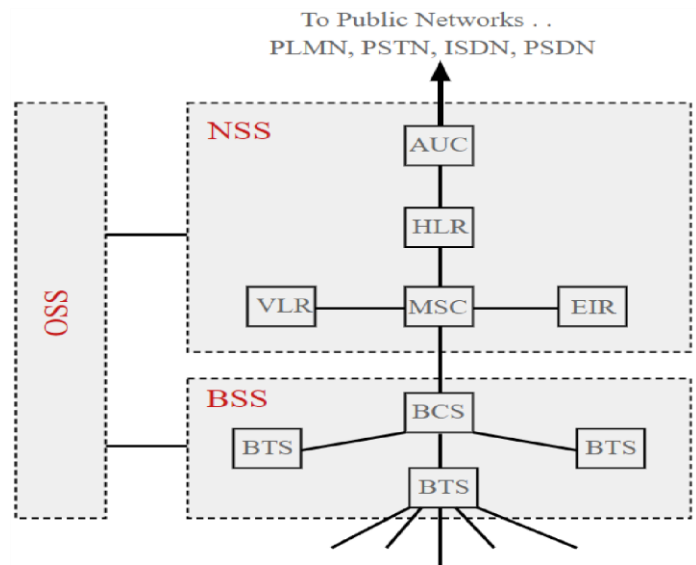 To Public Networks . .
PLMN, PSTN, ISDN, PSDN
NSS
AUC
HLR
VLR
MSC
EIR
OSS
BSS
BCS
BTS
BTS
BTS